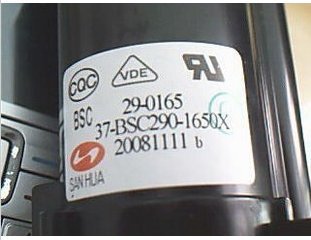 CQC
VDE
BSC
29-0165
37-BSC290-1650X
20081111 b
SAN HUA